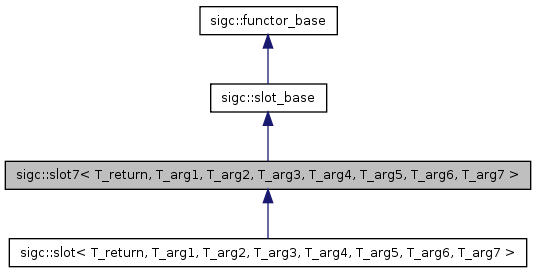 sigc::functor_base
sigc::slot_base
sigc::slot7< T_return, T_arg1, T_arg2, T_arg3, T_arg4, T_arg5, T_arg6, T_arg7 >
sigc::slot< T_return, T_arg1, T_arg2, T_arg3, T_arg4, T_arg5, T_arg6, T_arg7 >